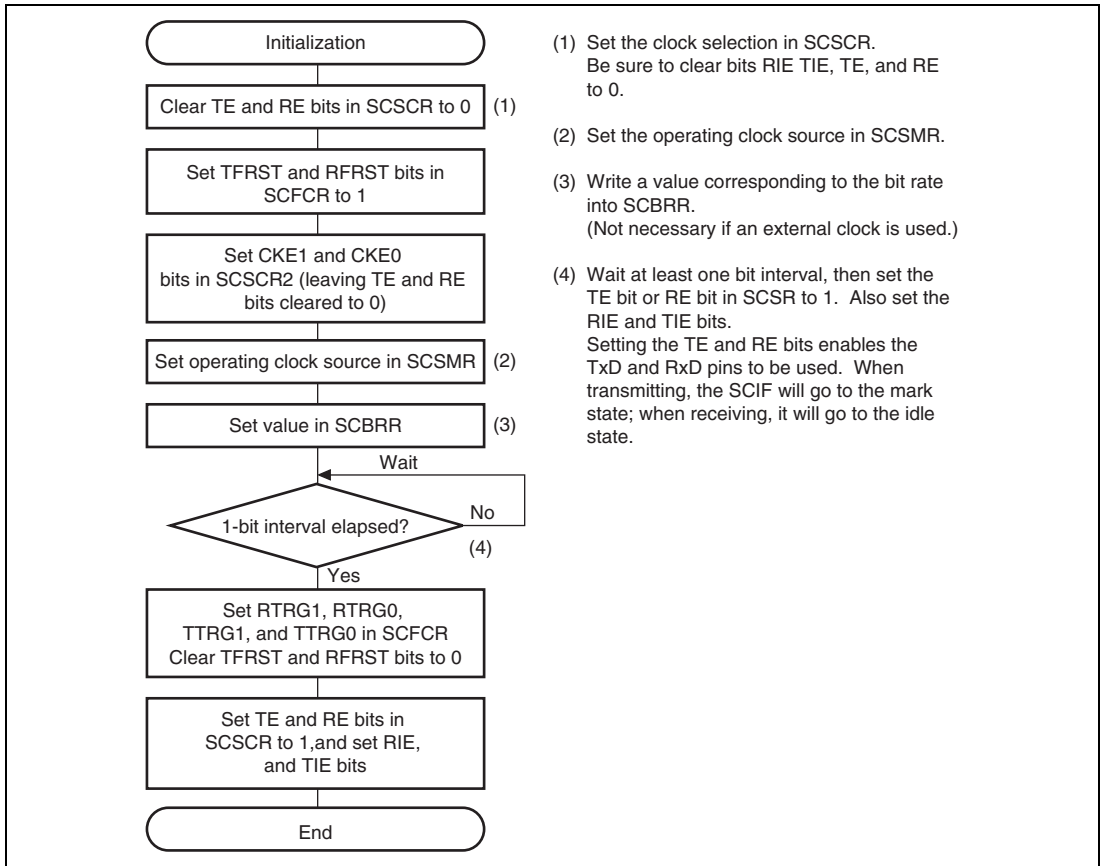 Initialization
Clear TE and RE bits in SCSCR to 0
(1)
Set TFRST and RFRST bits in
SCFCR to 1
Set CKE1 and CKE0
bits in SCSCR2 (leaving TE and RE
bits cleared to 0)
Set operating clock source in SCSMR
(2)
Set value in SCBRR
(3)
Wait
1-bit interval elapsed?
No
(4)
Yes
Set RTRG1, RTRG0,
TTRG1, and TTRG0 in SCFCR
Clear TFRST and RFRST bits to 0
Set TE and RE bits in
SCSCR to 1,and set RIE,
and TIE bits
End
(1) Set the clock selection in SCSCR.
Be sure to clear bits RIE TIE, TE, and RE
to 0.
(2) Set the operating clock source in SCSMR.
(3) Write a value corresponding to the bit rate
into SCBRR.
(Not necessary if an external clock is used.)
(4) Wait at least one bit interval, then set the
TE bit or RE bit in SCSR to 1. Also set the
RIE and TIE bits.
Setting the TE and RE bits enables the
TxD and RxD pins to be used. When
transmitting, the SCIF will go to the mark
state; when receiving, it will go to the idle
state.